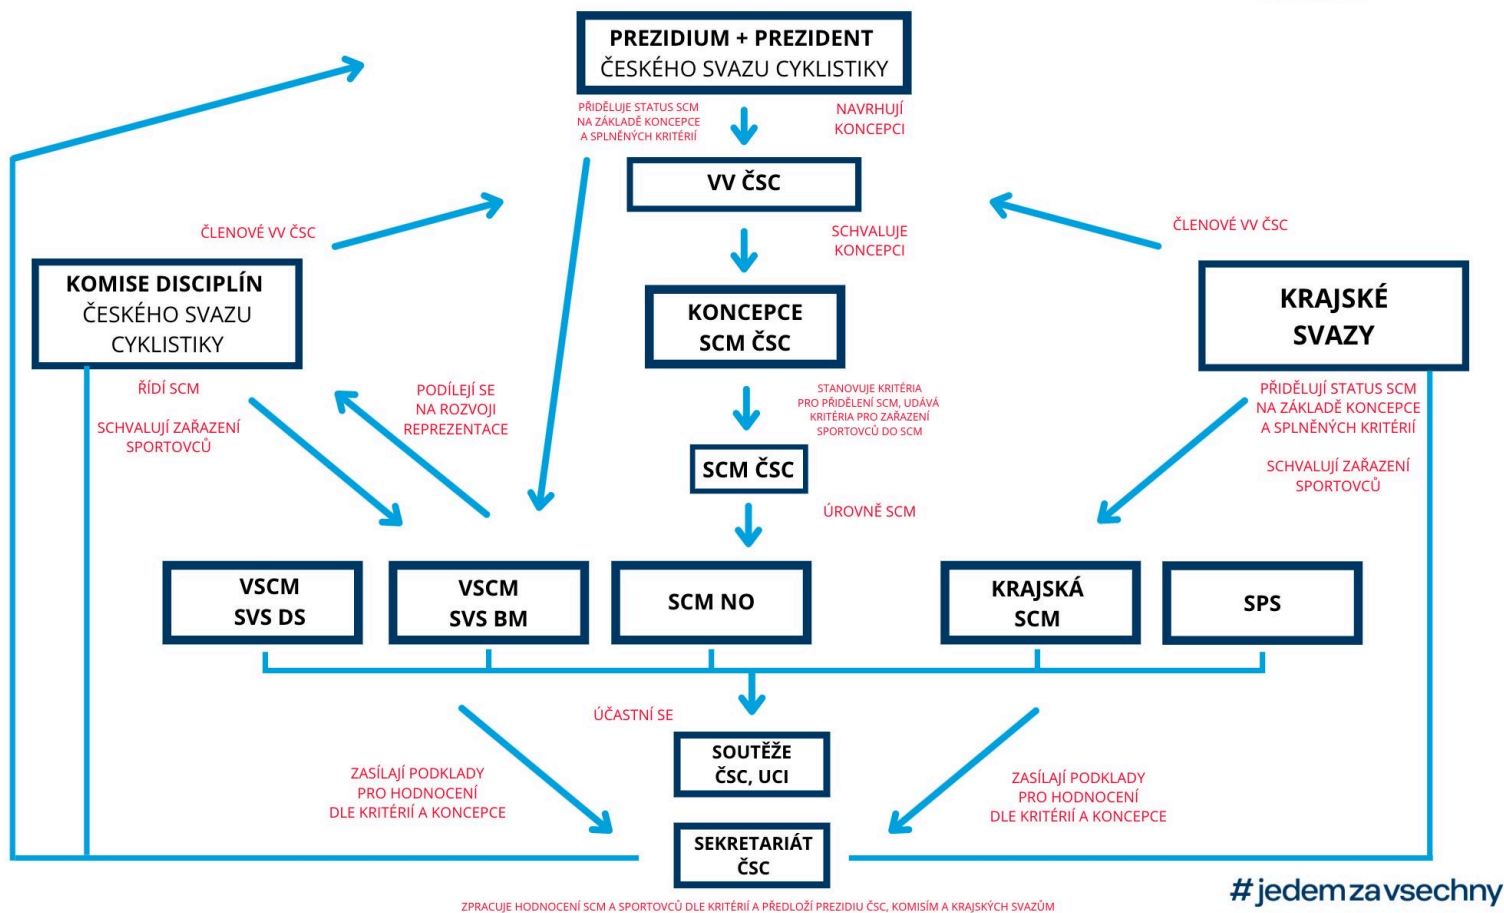 PREZIDIUM + PREZIDENT
ČESKÉHO SVAZU CYKLISTIKY
PŘIDĚLUJE STATUS SCM
NA ZÁKLADĚ KONCEPCE
A SPLNĚNÝCH KRITÉRIÍ
NAVRHUJÍ
KONCEPCI
VV ČSC
ČLENOVÉ VV ČSC
SCHVALUJE
KONCEPCI
ČLENOVÉ VV ČSC
KOMISE DISCIPLÍN
ČESKÉHO SVAZU
CYKLISTIKY
KONCEPCE
SCM ČSC
KRAJSKÉ
SVAZY
ŘÍDÍ SCM
SCHVALUJÍ ZAŘAZENÍ
SPORTOVCŮ
PODÍLEJÍ SE
NA ROZVOJI
REPREZENTACE
STANOVUJE KRITÉRIA
PRO PŘIDĚLENÍ SCM, UDÁVÁ
KRITÉRIA PRO ZAŘAZENÍ
SPORTOVCŮ DO SCM
PŘIDĚLUJÍ STATUS SCM
NA ZÁKLADĚ KONCEPCE
A SPLNĚNÝCH KRITÉRIÍ
SCHVALUJÍ ZAŘAZENÍ
SPORTOVCŮ
SCM ČSC
ÚROVNĚ SCM
VSCM
SVS DS
VSCM
SVS BM
SCM NO
KRAJSKÁ
SCM
SPS
ÚČASTNÍ SE
SOUTĚŽE
ČSC, UCI
ZASÍLAJÍ PODKLADY
PRO HODNOCENÍ
DLE KRITÉRIÍ A KONCEPCE
ZASÍLAJÍ PODKLADY
PRO HODNOCENÍ
DLE KRITÉRIÍ A KONCEPCE
SEKRETARIÁT
ČSC
#jedemzavsechny
ZPRACUJE HODNOCENÍ SCM A SPORTOVCŮ DLE KRITÉRIÍ A PŘEDLOŽÍ PREZIDIU ČSC, KOMISÍM A KRAJSKÝCH SVAZŮM